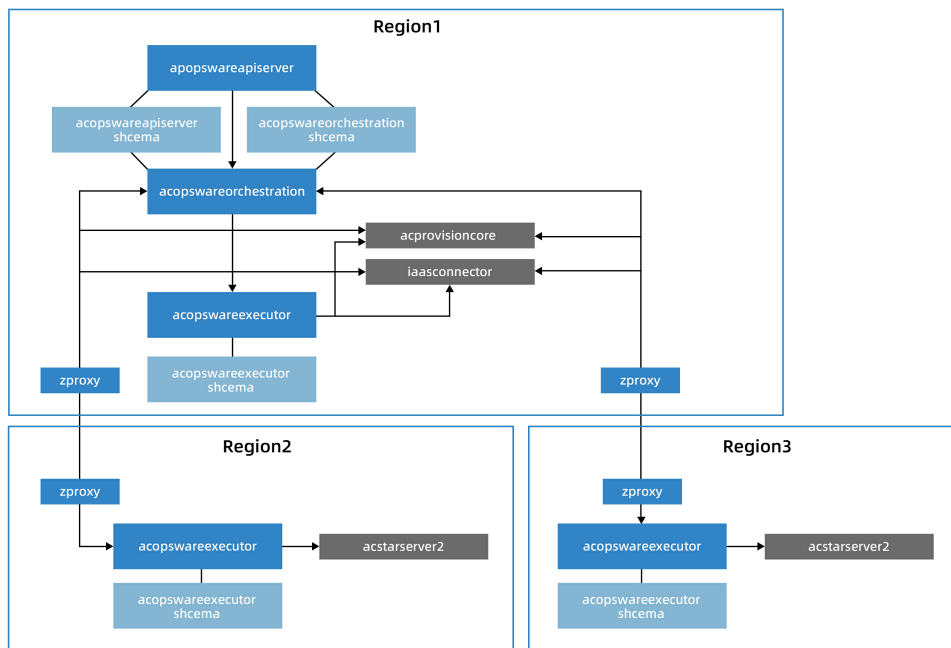 Region1
apopswareapiserver
acopswareapiserver
shcema
acopswareorchestration
shcema
acopswareorchestration
acprovisioncore
iaasconnector
acopswareexecutor
acopswareexecutor
shcema
zproxy
zproxy
Region2
zproxy
acopswareexecutor
acstarserver2
acopswareexecutor
shcema
Region3
zproxy
acopswareexecutor
acstarserver2
acopswareexecutor
shcema